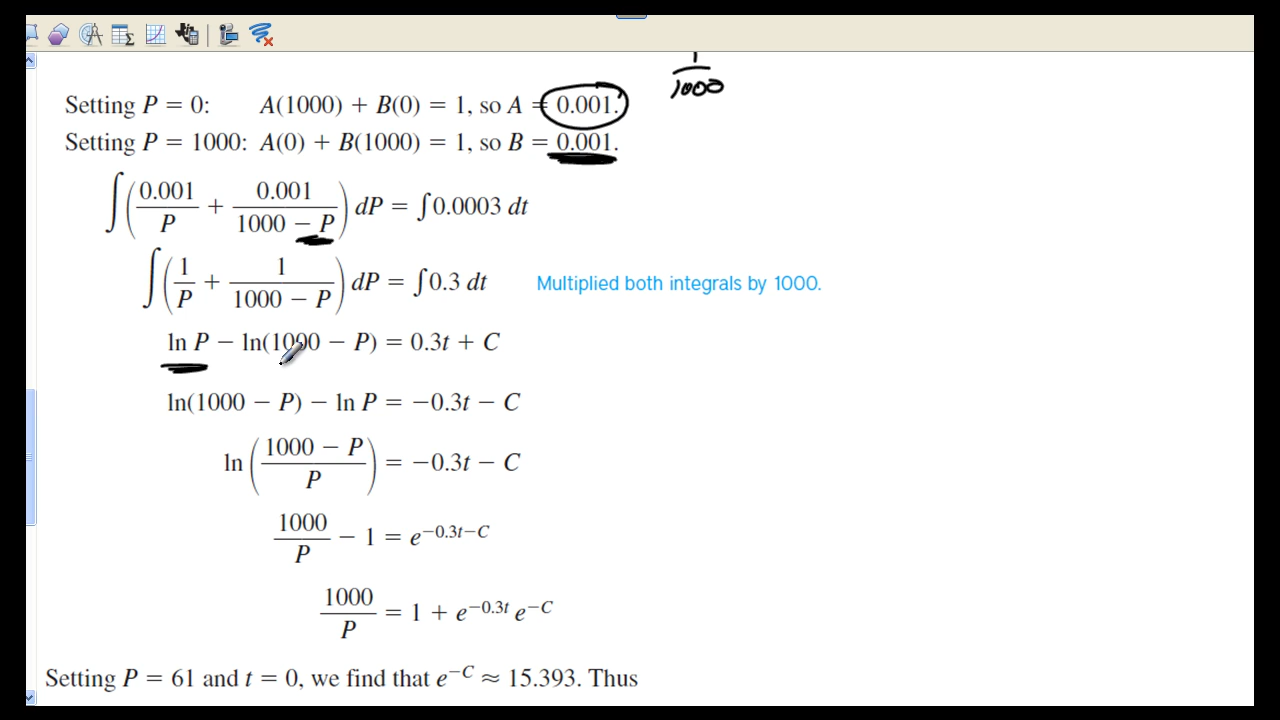 1
1000
Setting P = 0: A(1000) + B(0) = 1, so A = 0.001.
Setting P = 1000: A(0) + B(1000) = 1, so B = 0.001.
∫(0.001/P + 0.001/(1000 − P)) dP = ∫0.0003 dt
∫(1/P + 1/(1000 − P)) dP = ∫0.3 dt Multiplied both integrals by 1000.
ln P − ln(1000 − P) = 0.3t + C
ln(1000 − P) − ln P = −0.3t − C
ln((1000 − P)/P) = −0.3t − C
1000/P − 1 = e^(−0.3t−C)
1000/P = 1 + e^(−0.3t) e^(−C)
Setting P = 61 and t = 0, we find that e^(−C) ≈ 15.393. Thus